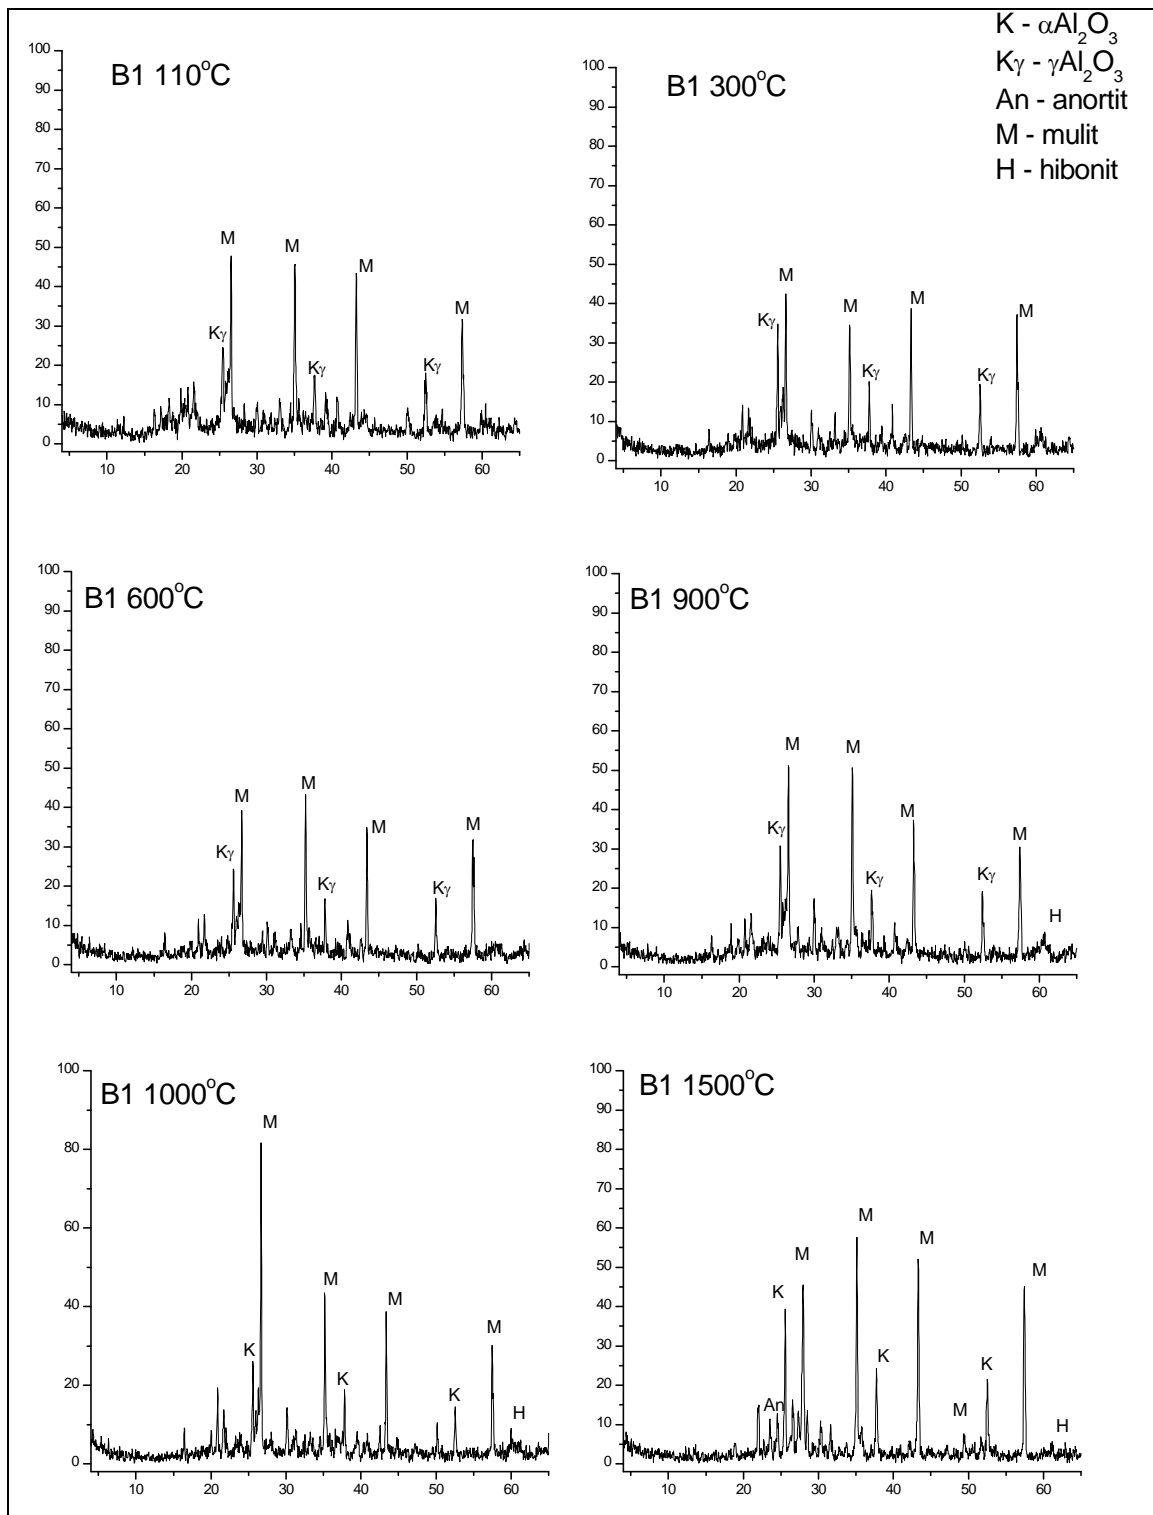 K - αAl₂O₃
Kγ - γAl₂O₃
An - anortit
M - mulit
H - hibonit
B1 110°C
100
90
80
70
60
50
40
30
20
10
0
M
M
M
M
Kγ
Kγ
Kγ
10 20 30 40 50 60
B1 300°C
100
90
80
70
60
50
40
30
20
10
0
M
M
M
M
Kγ
Kγ
Kγ
10 20 30 40 50 60
B1 600°C
100
90
80
70
60
50
40
30
20
10
0
M
M
M
M
Kγ
Kγ
Kγ
10 20 30 40 50 60
B1 900°C
100
90
80
70
60
50
40
30
20
10
0
M
M
M
M
Kγ
Kγ
Kγ
H
10 20 30 40 50 60
B1 1000°C
100
80
60
40
20
0
M
M
M
M
K
K
K
H
10 20 30 40 50 60
B1 1500°C
100
90
80
70
60
50
40
30
20
10
0
M
M
M
M
K
K
K
An
M
H
10 20 30 40 50 60